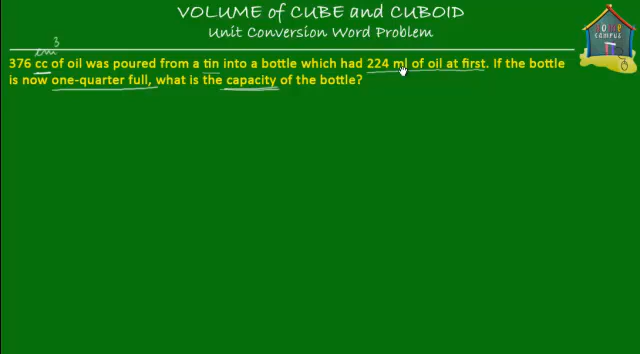 VOLUME of CUBE and CUBOID
Unit Conversion Word Problem
HOME
CAMPUS
cm³
376 cc of oil was poured from a tin into a bottle which had 224 ml of oil at first. If the bottle
is now one-quarter full, what is the capacity of the bottle?